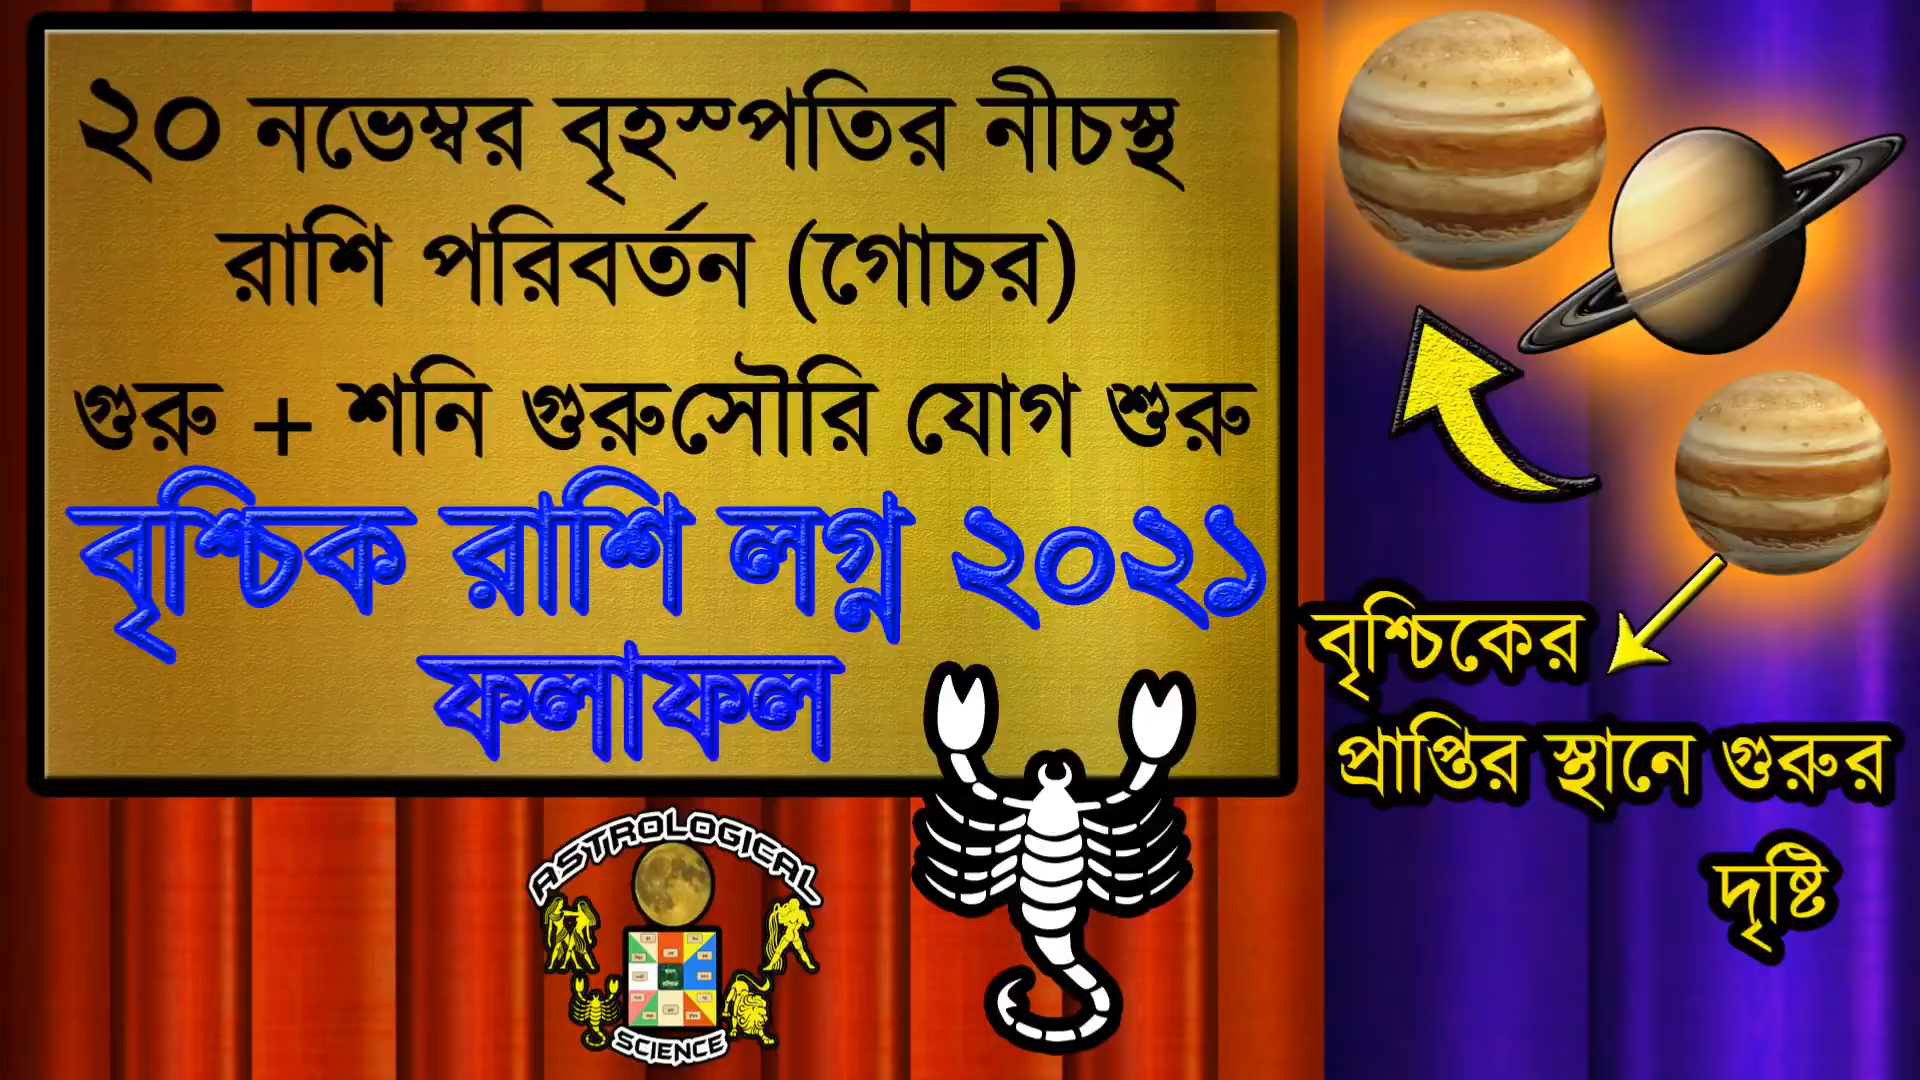 ২০ নভেম্বর বৃহস্পতির নীচস্থ
রাশি পরিবর্তন (গোচর)
গুরু + শনি গুরুসৌরি যোগ শুরু
বৃশ্চিক রাশি লগ্ন ২০২১
ফলাফল
বৃশ্চিকের
প্রাপ্তির স্থানে গুরুর
দৃষ্টি
ASTROLOGICAL
SCIENCE